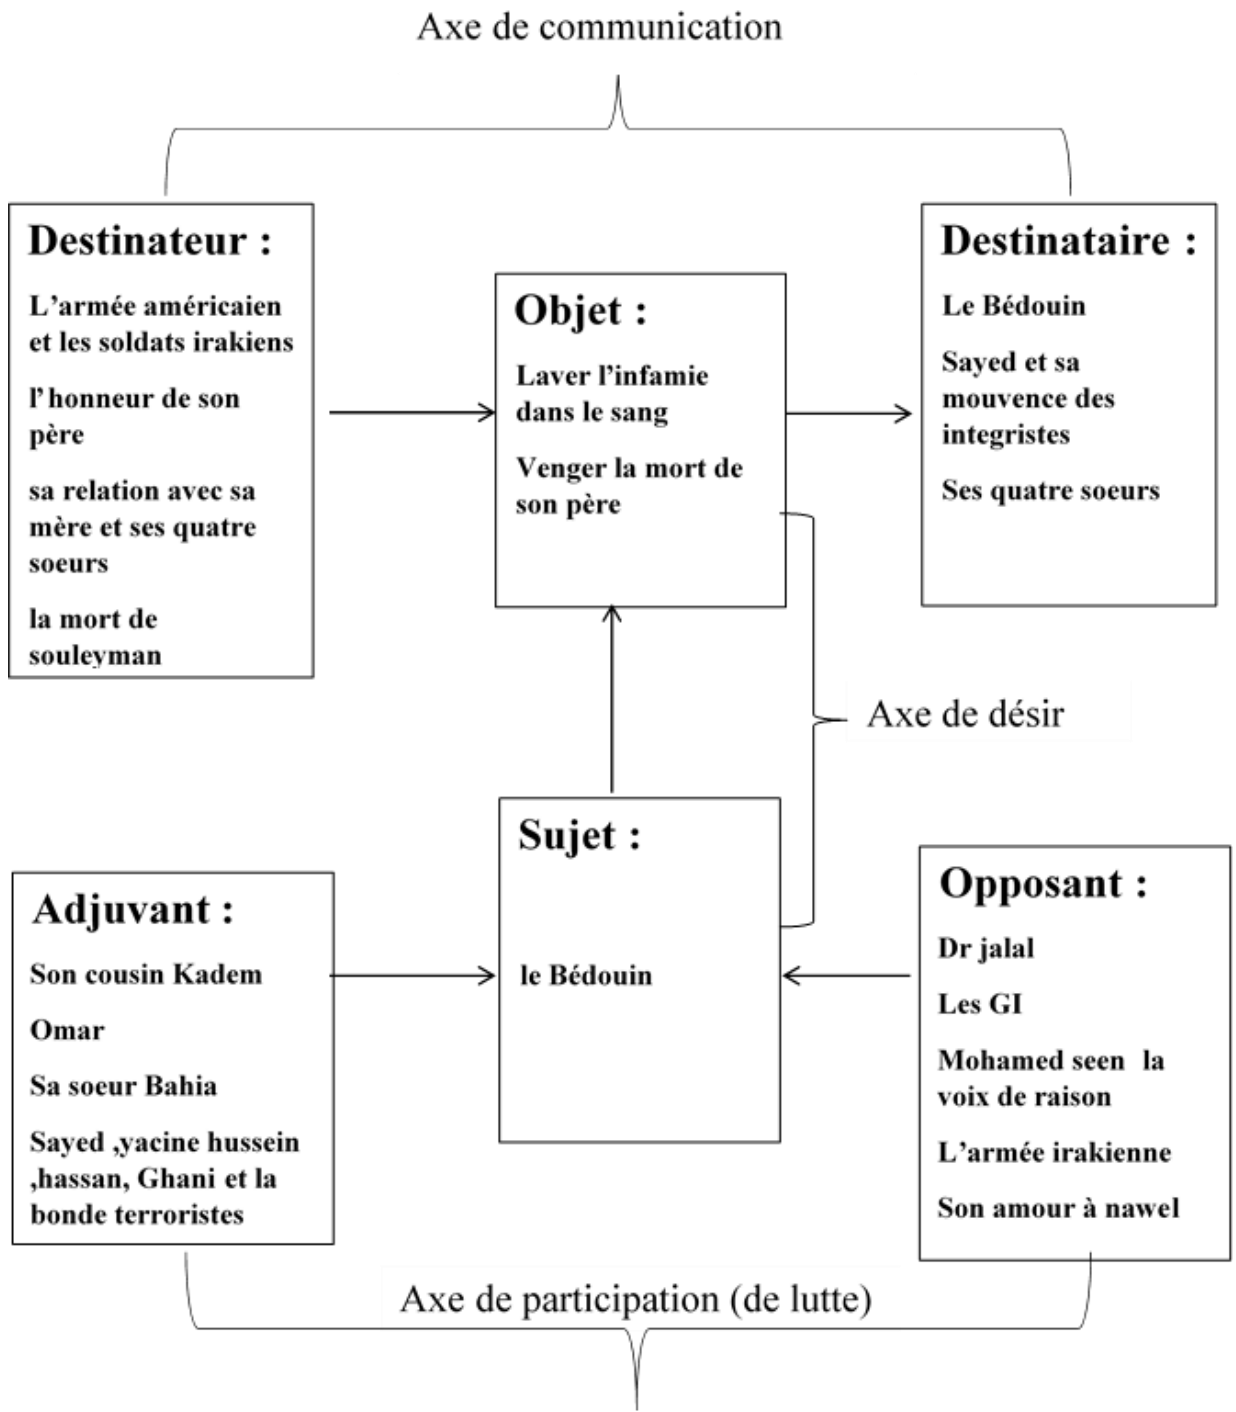 Axe de communication
Destinateur :
L'armée américaien
et les soldats irakiens
l'honneur de son
père
sa relation avec sa
mère et ses quatre
soeurs
la mort de
souleyman
Objet :
Laver l'infamie
dans le sang
Venger la mort de
son père
Destinataire :
Le Bédouin
Sayed et sa
mouvence des
integristes
Ses quatre soeurs
Axe de désir
Sujet :
le Bédouin
Adjuvant :
Son cousin Kadem
Omar
Sa soeur Bahia
Sayed ,yacine hussein
,hassan, Ghani et la
bonde terroristes
Opposant :
Dr jalal
Les GI
Mohamed seen la
voix de raison
L'armée irakienne
Son amour à nawel
Axe de participation (de lutte)